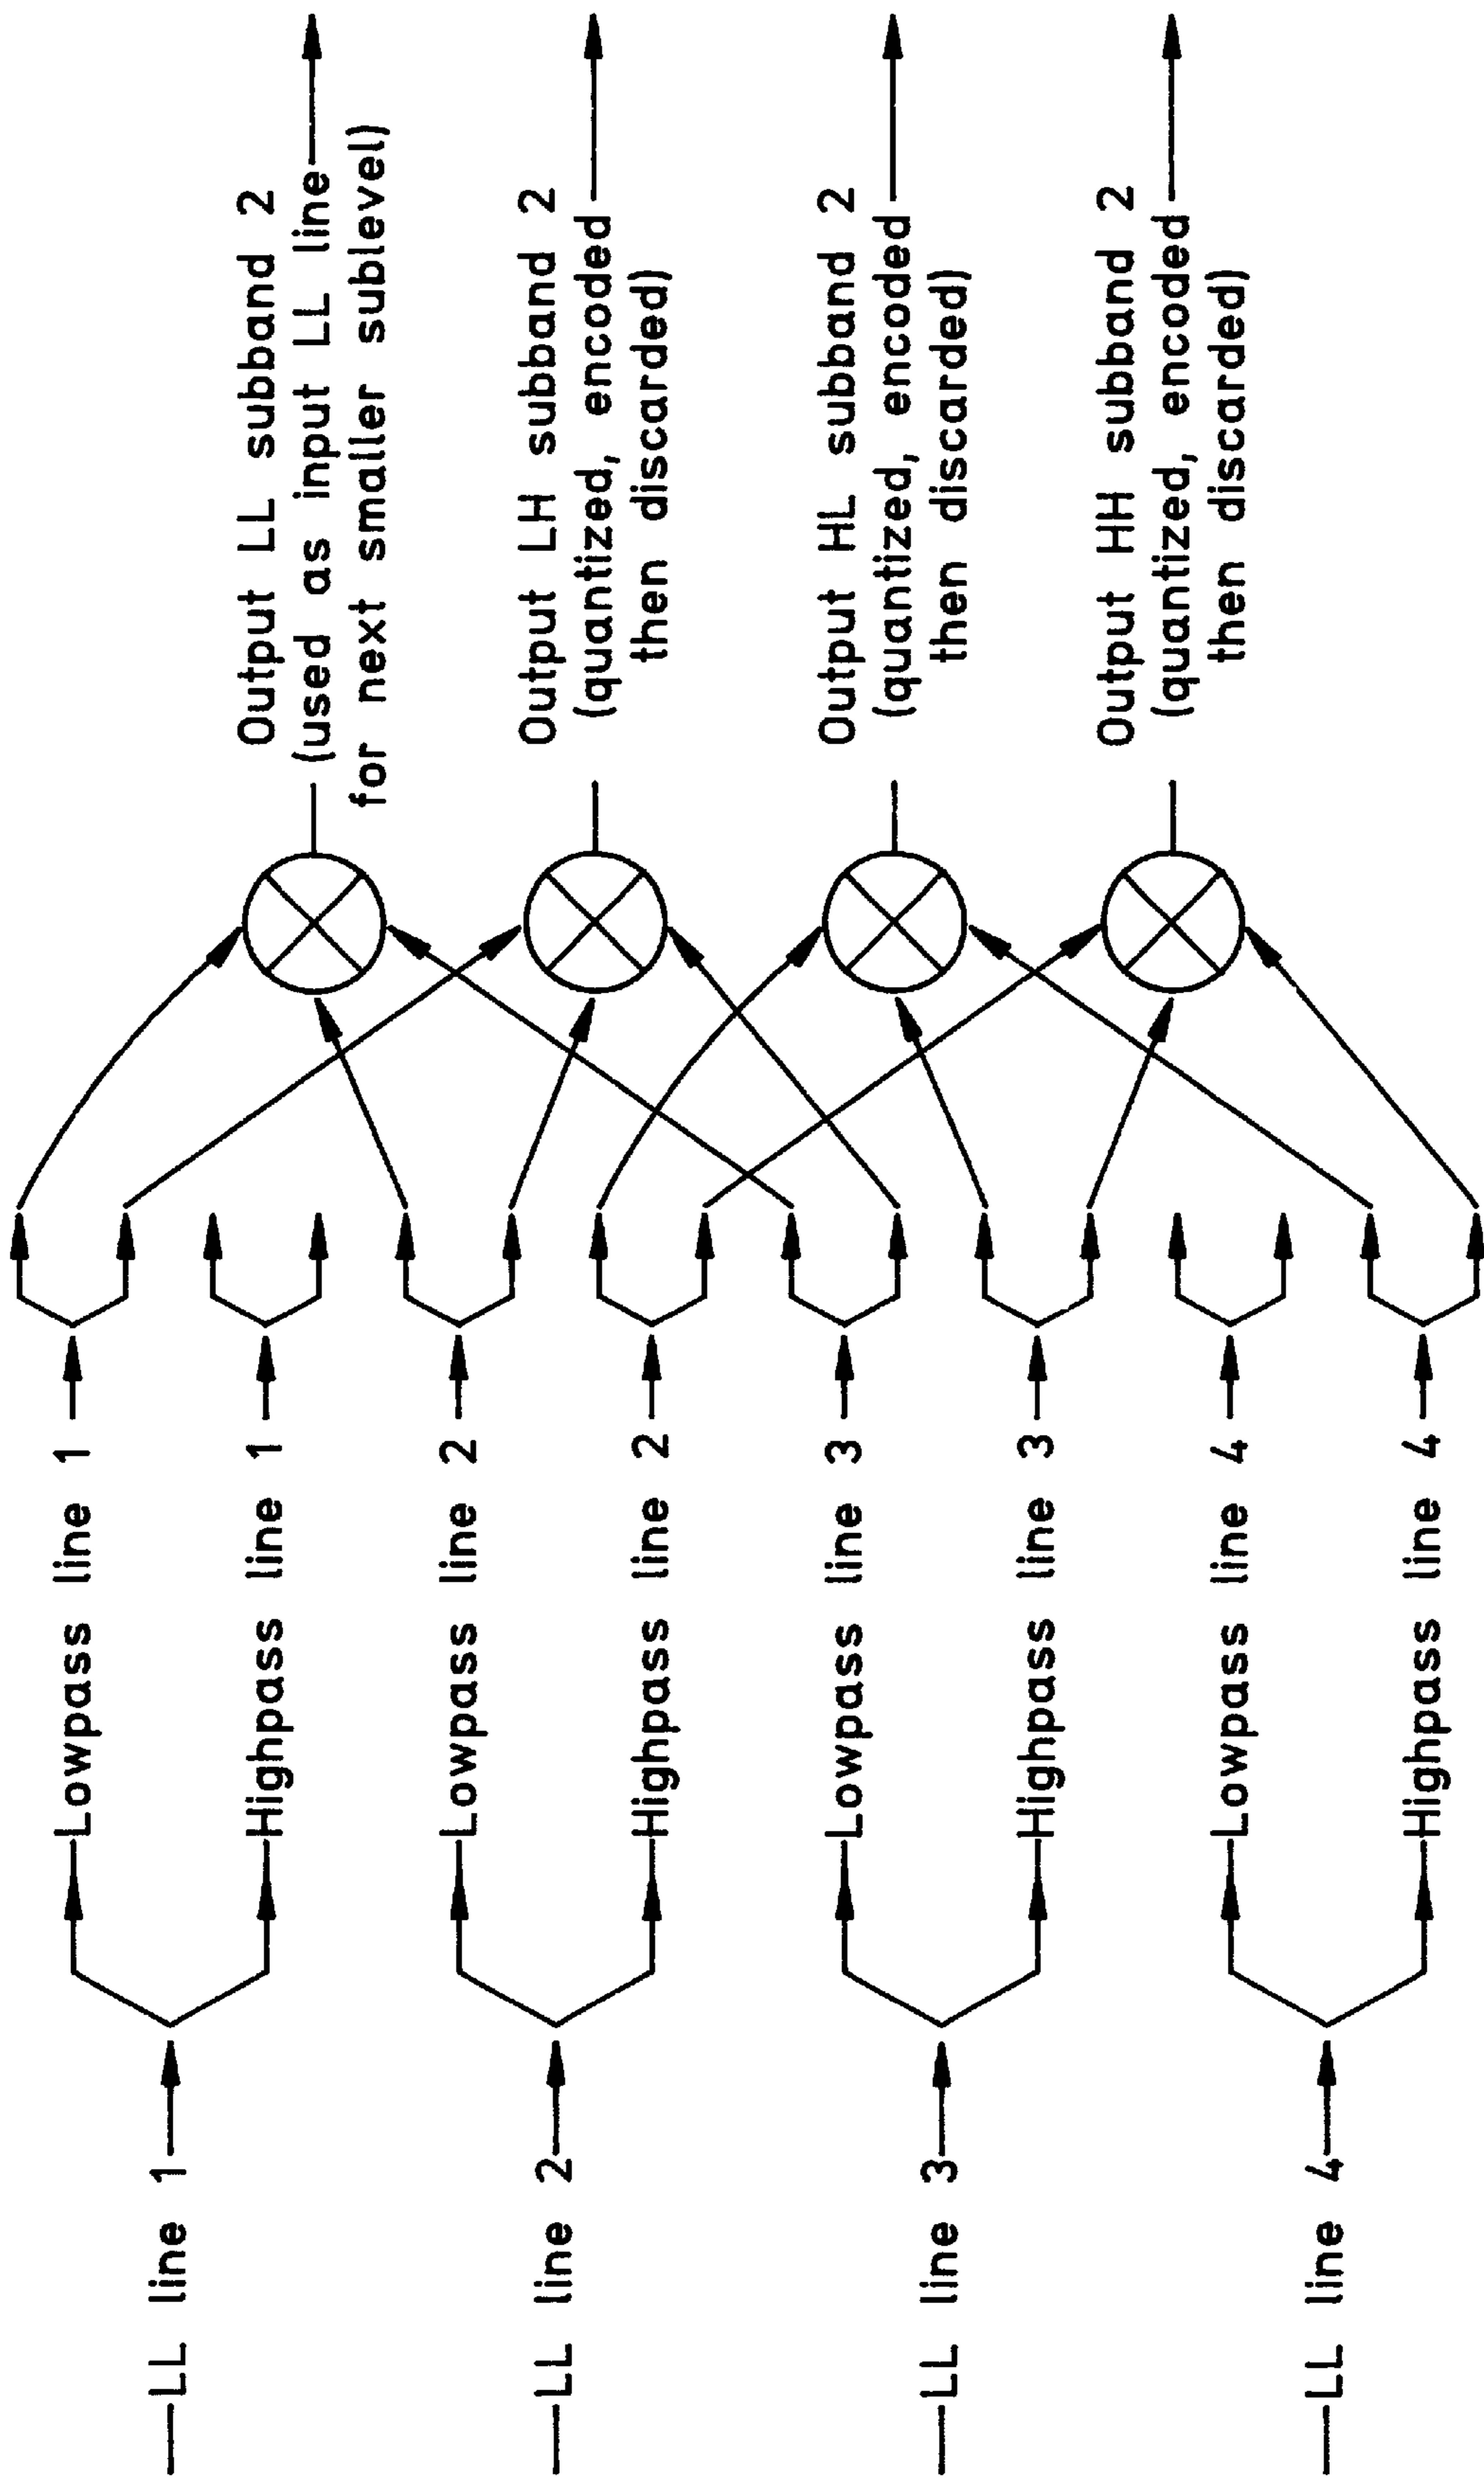 LL line 1
LL line 2
LL line 3
LL line 4
Lowpass line 1
Highpass line 1
Lowpass line 2
Highpass line 2
Lowpass line 3
Highpass line 3
Lowpass line 4
Highpass line 4
Output LL subband 2
(used as input LL line
for next smaller sublevel)
Output LH subband 2
(quantized, encoded
then discarded)
Output HL subband 2
(quantized, encoded
then discarded)
Output HH subband 2
(quantized, encoded
then discarded)